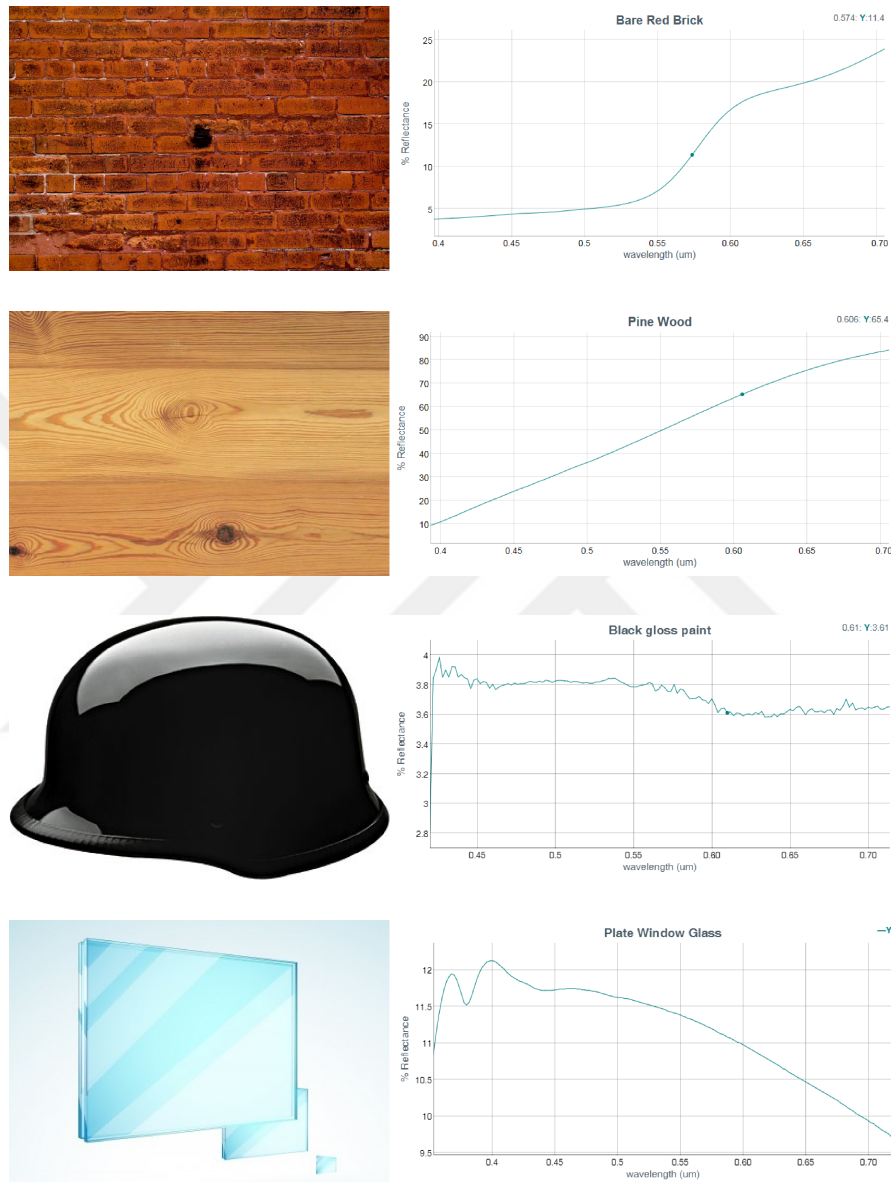 Bare Red Brick
0.574: Y:11.4
25
20
15
10
5
% Reflectance
0.4 0.45 0.5 0.55 0.60 0.65 0.70
wavelength (um)
Pine Wood
0.606: Y:65.4
90
80
70
60
50
40
30
20
10
% Reflectance
0.4 0.45 0.5 0.55 0.60 0.65 0.70
wavelength (um)
Black gloss paint
0.61: Y:3.61
4
3.8
3.6
3.4
3.2
3
2.8
% Reflectance
0.45 0.5 0.55 0.60 0.65 0.70
wavelength (um)
Plate Window Glass
—Y
12
11.5
11
10.5
10
9.5
% Reflectance
0.4 0.45 0.5 0.55 0.60 0.65 0.70
wavelength (um)